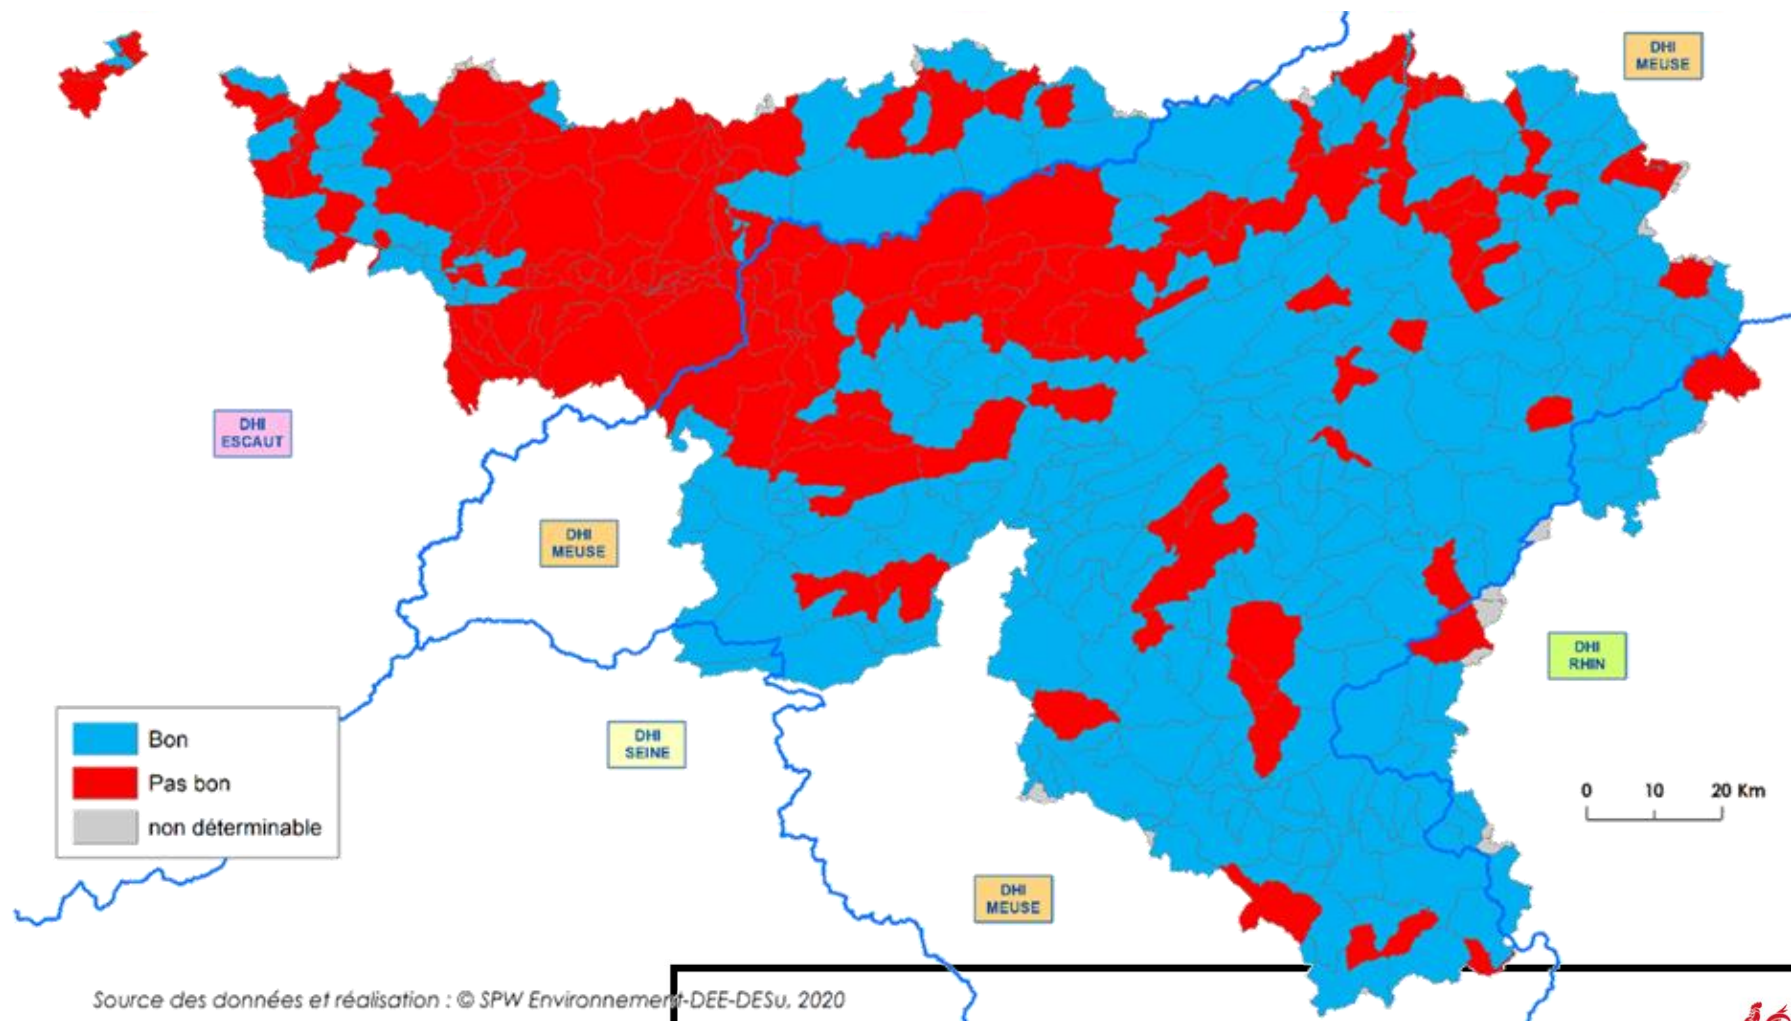 DHI
MEUSE
DHI
ESCAUT
DHI
MEUSE
DHI
RHIN
DHI
SEINE
Bon
Pas bon
non déterminable
0 10 20 Km
DHI
MEUSE
Source des données et réalisation : © SPW Environnement-DEE-DESu, 2020